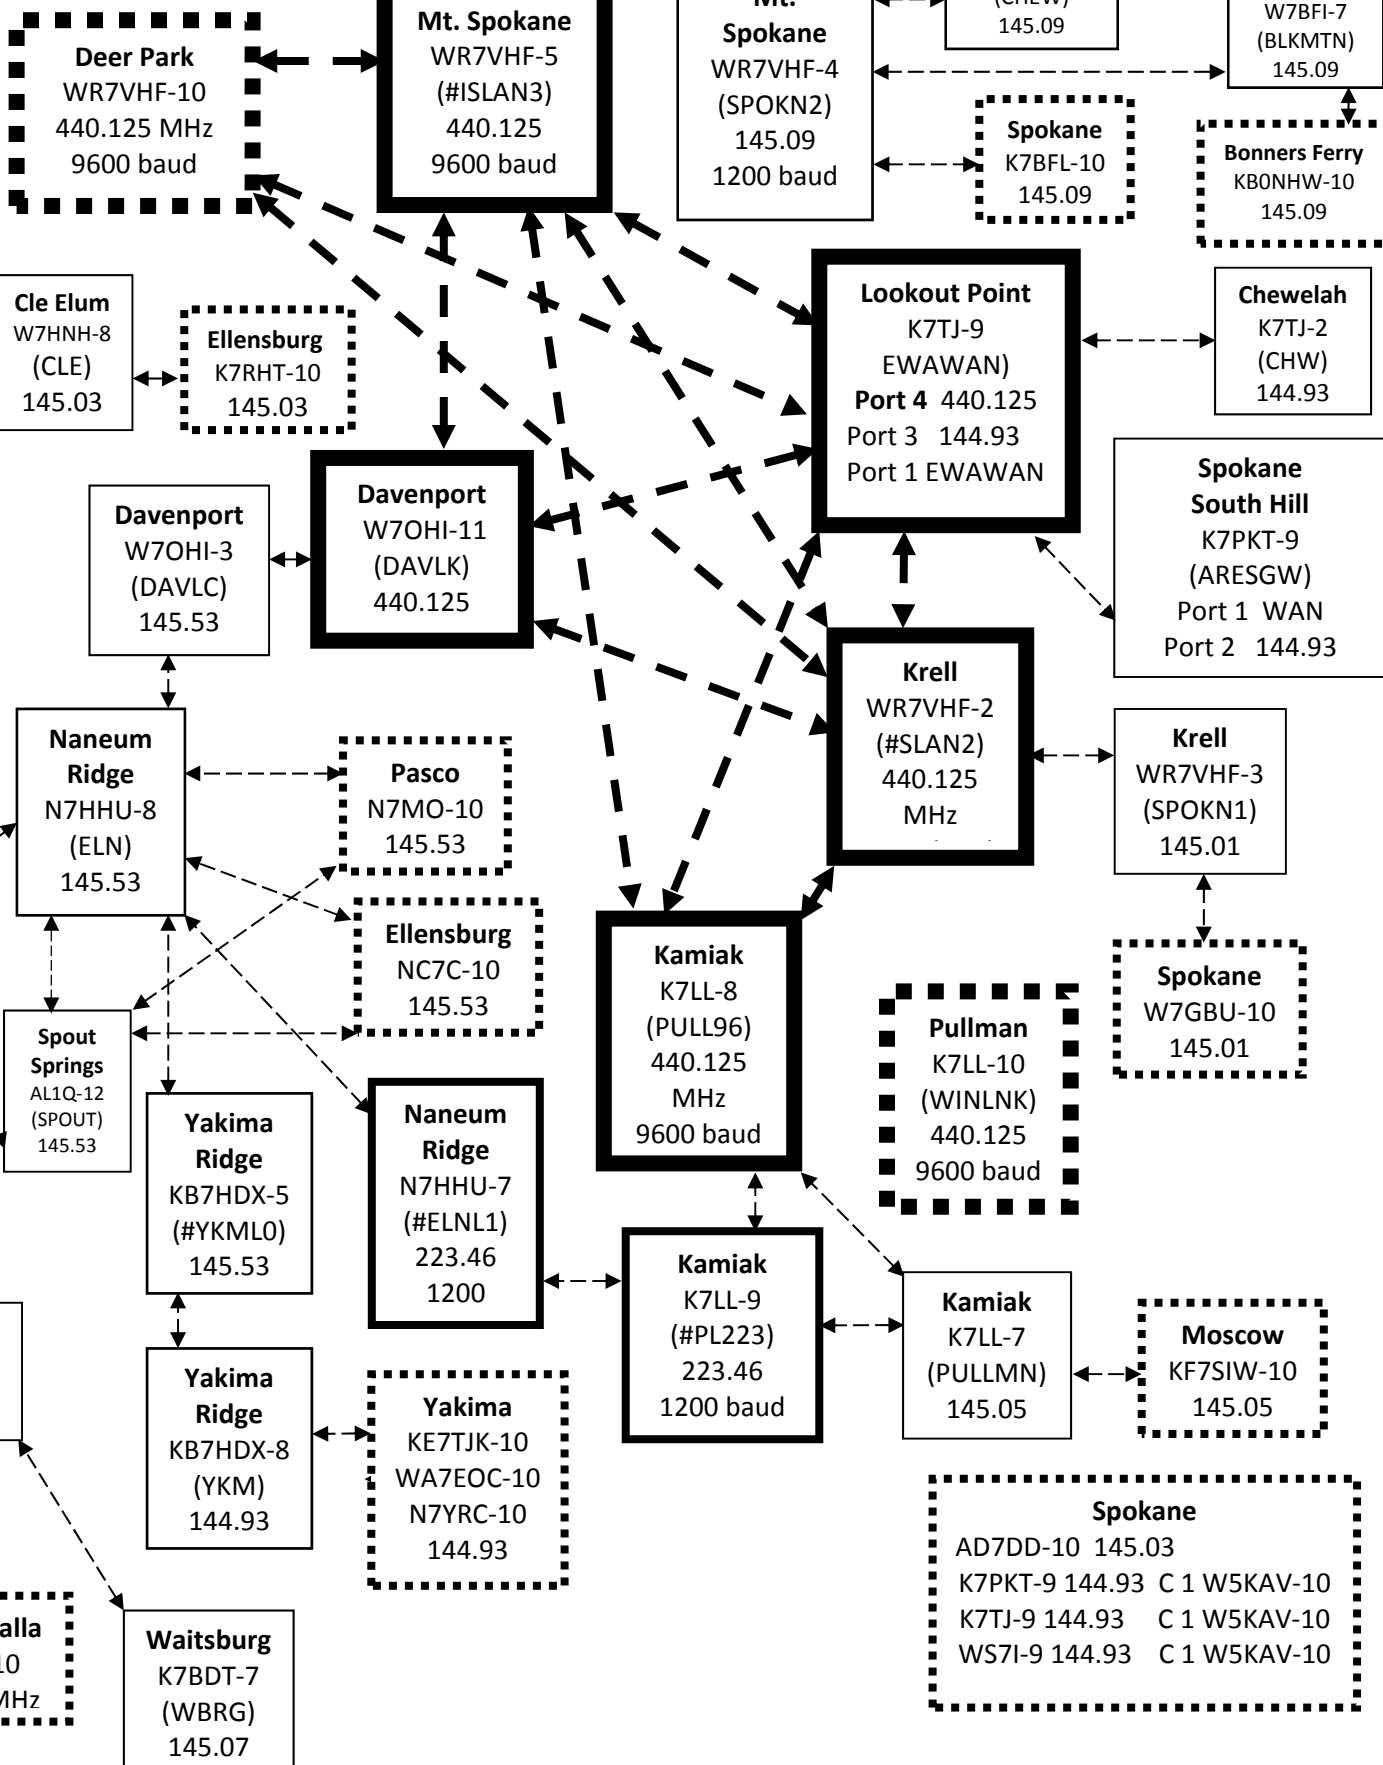 Deer Park
WR7VHF-10
440.125 MHz
9600 baud
Mt. Spokane
WR7VHF-5
(#ISLAN3)
440.125
9600 baud
Mt.
Spokane
WR7VHF-4
(SPOKN2)
145.09
1200 baud
(CHEW)
145.09
W7BFI-7
(BLKMTN)
145.09
Spokane
K7BFL-10
145.09
Bonners Ferry
KB0NHW-10
145.09
Cle Elum
W7HNH-8
(CLE)
145.03
Ellensburg
K7RHT-10
145.03
Lookout Point
K7TJ-9
EWAWAN)
Port 4 440.125
Port 3 144.93
Port 1 EWAWAN
Chewelah
K7TJ-2
(CHW)
144.93
Davenport
W7OHI-3
(DAVLC)
145.53
Davenport
W7OHI-11
(DAVLK)
440.125
Spokane
South Hill
K7PKT-9
(ARESGW)
Port 1 WAN
Port 2 144.93
Naneum
Ridge
N7HHU-8
(ELN)
145.53
Pasco
N7MO-10
145.53
Krell
WR7VHF-2
(#SLAN2)
440.125
MHz
Krell
WR7VHF-3
(SPOKN1)
145.01
Ellensburg
NC7C-10
145.53
Kamiak
K7LL-8
(PULL96)
440.125
MHz
9600 baud
Spokane
W7GBU-10
145.01
Pullman
K7LL-10
(WINLNK)
440.125
9600 baud
Spout
Springs
AL1Q-12
(SPOUT)
145.53
Yakima
Ridge
KB7HDX-5
(#YKML0)
145.53
Naneum
Ridge
N7HHU-7
(#ELNL1)
223.46
1200
Kamiak
K7LL-9
(#PL223)
223.46
1200 baud
Kamiak
K7LL-7
(PULLMN)
145.05
Moscow
KF7SIW-10
145.05
Yakima
Ridge
KB7HDX-8
(YKM)
144.93
Yakima
KE7TJK-10
WA7EOC-10
N7YRC-10
144.93
Spokane
AD7DD-10 145.03
K7PKT-9 144.93 C 1 W5KAV-10
K7TJ-9 144.93 C 1 W5KAV-10
WS7I-9 144.93 C 1 W5KAV-10
alla
10
MHz
Waitsburg
K7BDT-7
(WBRG)
145.07